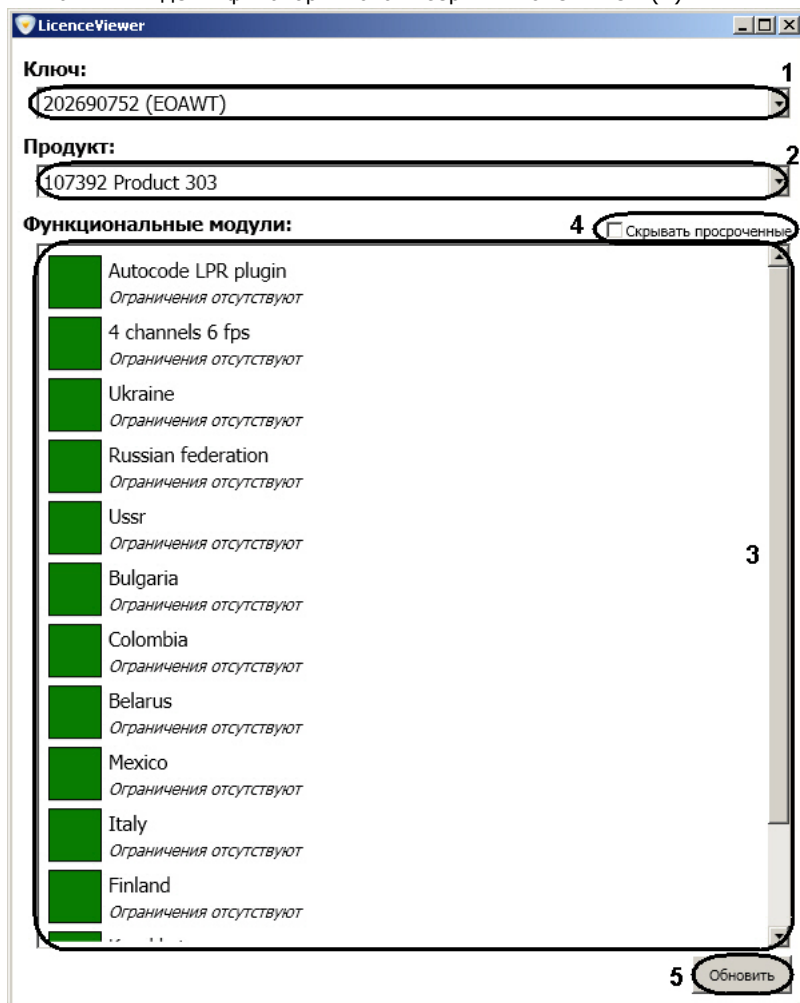 LicenceViewer
Ключ:
1
202690752 (EOAWT)
Продукт:
2
107392 Product 303
Функциональные модули:
4
Скрывать просроченные
Autocode LPR plugin
Ограничения отсутствуют
4 channels 6 fps
Ограничения отсутствуют
Ukraine
Ограничения отсутствуют
Russian federation
Ограничения отсутствуют
Ussr
Ограничения отсутствуют
3
Bulgaria
Ограничения отсутствуют
Colombia
Ограничения отсутствуют
Belarus
Ограничения отсутствуют
Mexico
Ограничения отсутствуют
Italy
Ограничения отсутствуют
Finland
Ограничения отсутствуют
5
Обновить